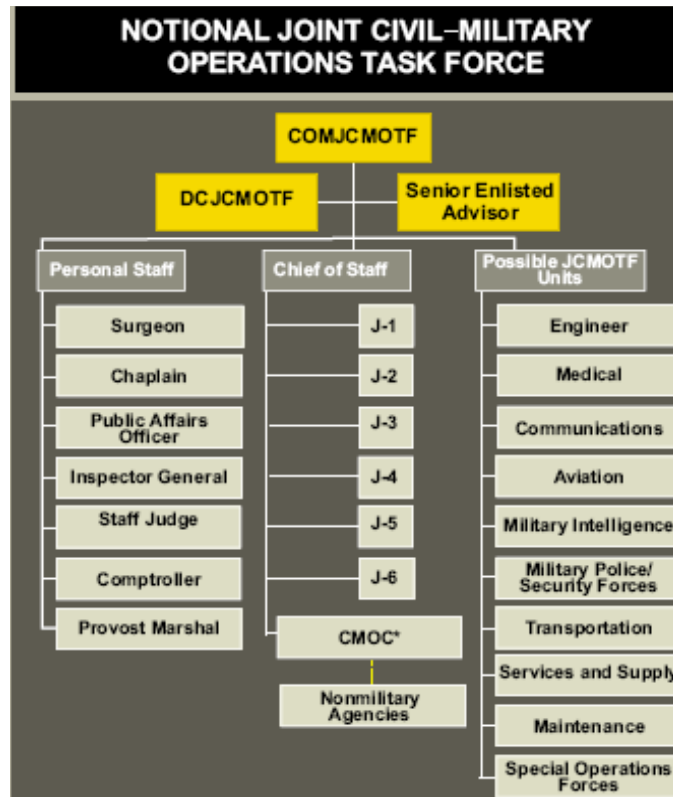 NOTIONAL JOINT CIVIL–MILITARY
OPERATIONS TASK FORCE
COMJCMOTF
DCJCMOTF
Senior Enlisted
Advisor
Personal Staff
Surgeon
Chaplain
Public Affairs
Officer
Inspector General
Staff Judge
Comptroller
Provost Marshal
Chief of Staff
J-1
J-2
J-3
J-4
J-5
J-6
CMOC*
Nonmilitary
Agencies
Possible JCMOTF
Units
Engineer
Medical
Communications
Aviation
Military Intelligence
Military Police/
Security Forces
Transportation
Services and Supply
Maintenance
Special Operations
Forces